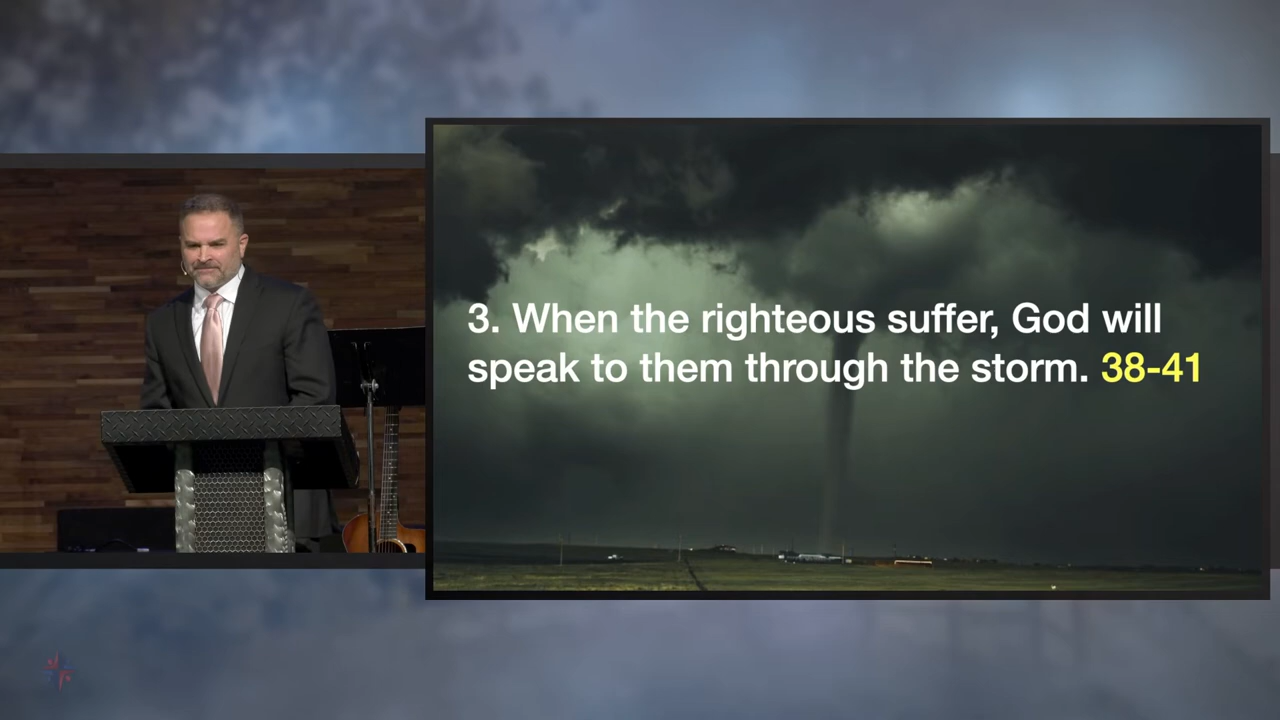 3. When the righteous suffer, God will
speak to them through the storm. 38-41